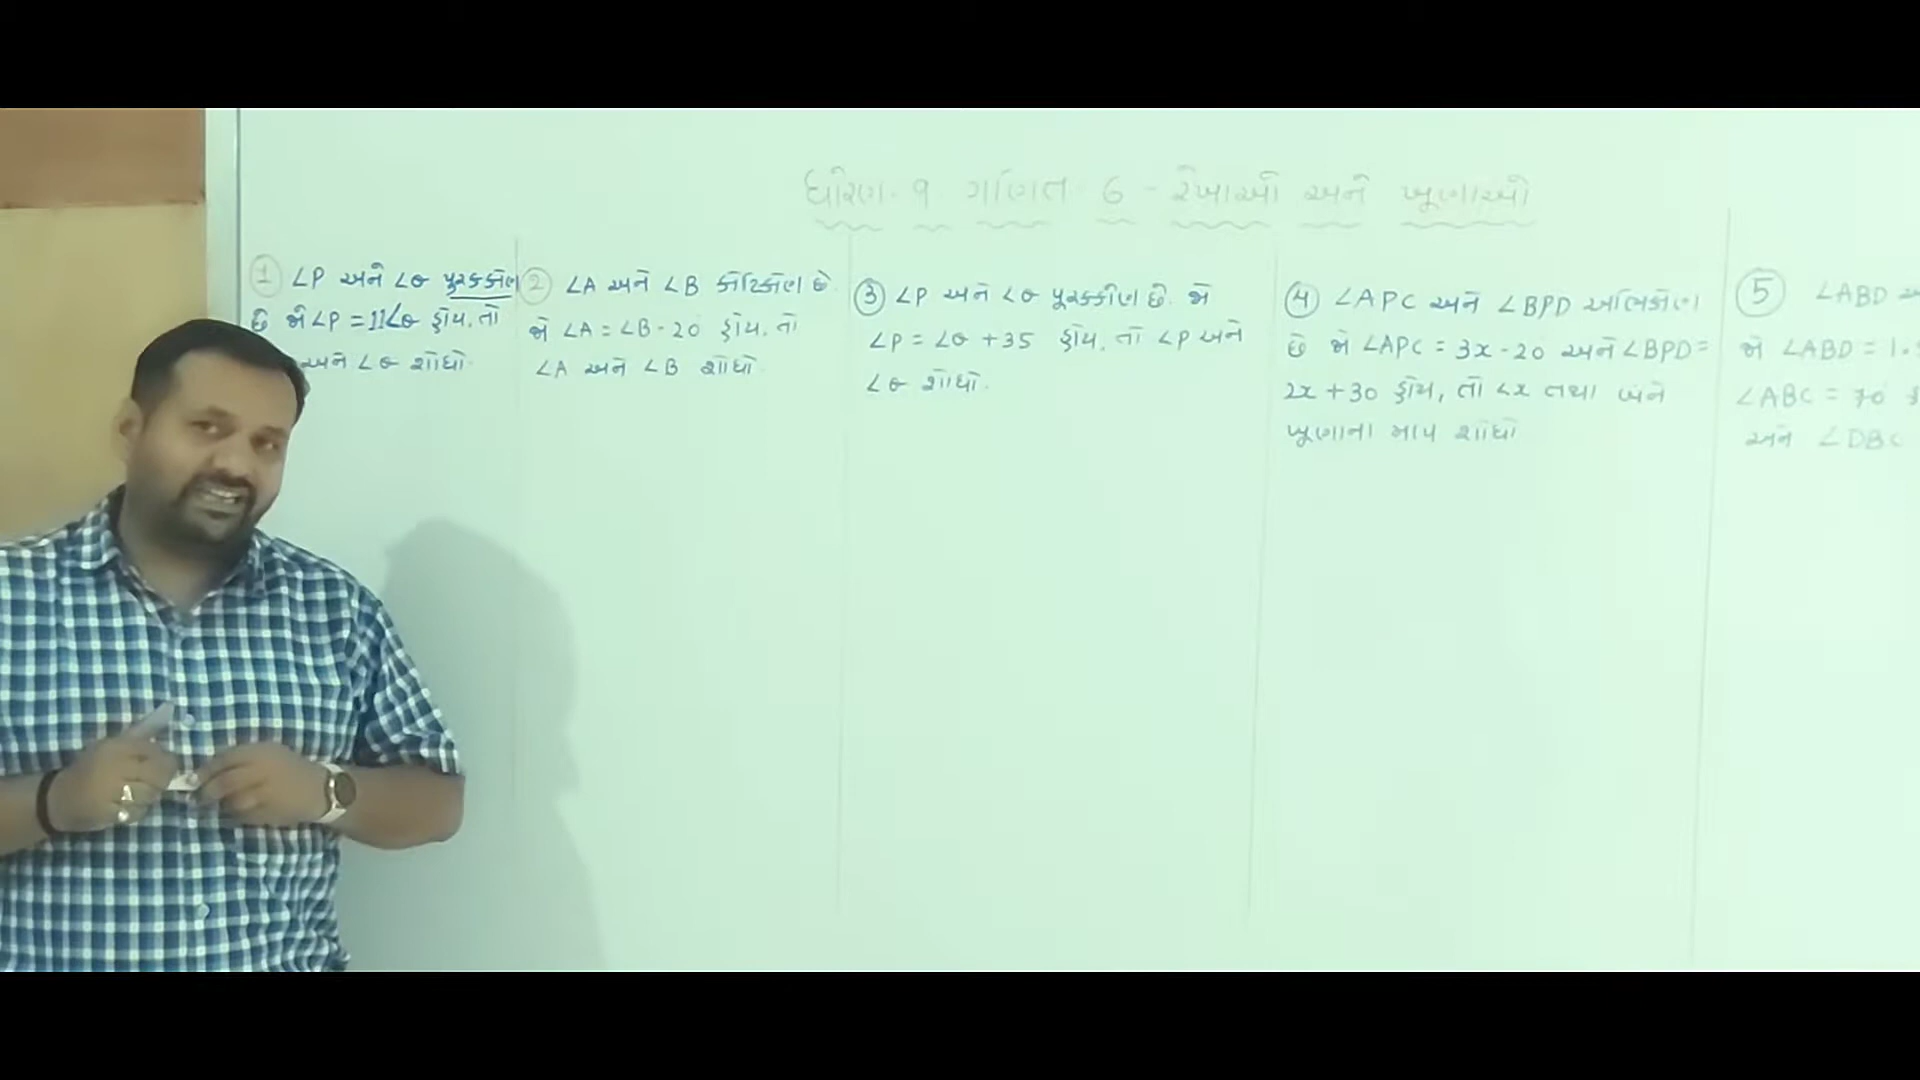 ધોરણ-૧ ગણિત 6 - રેખાઓ અને ખૂણાઓ
① ∠P અને ∠Q પુરકકોણ
છે જો ∠P = 11∠Q હોય, તો
અને ∠Q શોધો.
② ∠A અને ∠B કોટિકોણ છે.
જો ∠A = ∠B - 20 હોય, તો
∠A અને ∠B શોધો.
③ ∠P અને ∠Q પૂરકકોણ છે. જો
∠P = ∠Q + 35 હોય, તો ∠P અને
∠Q શોધો.
④ ∠APC અને ∠BPD અભિકોણ
છે જો ∠APC = 3x - 20 અને ∠BPD =
2x + 30 હોય, તો ∠x તથા બંને
ખૂણાના માપ શોધો
⑤ ∠ABD
જો ∠ABD = 1.
∠ABC = 70
અને ∠DBC